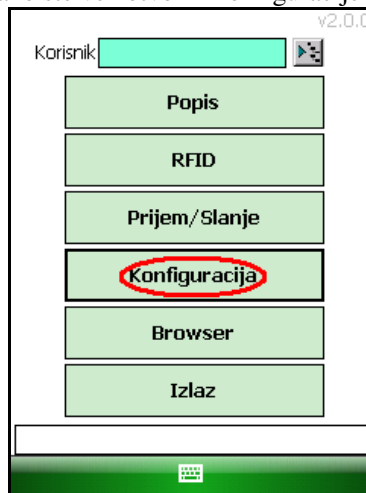 v2.0.0
Korisnik
Popis
RFID
Prijem/Slanje
Konfiguracija
Browser
Izlaz